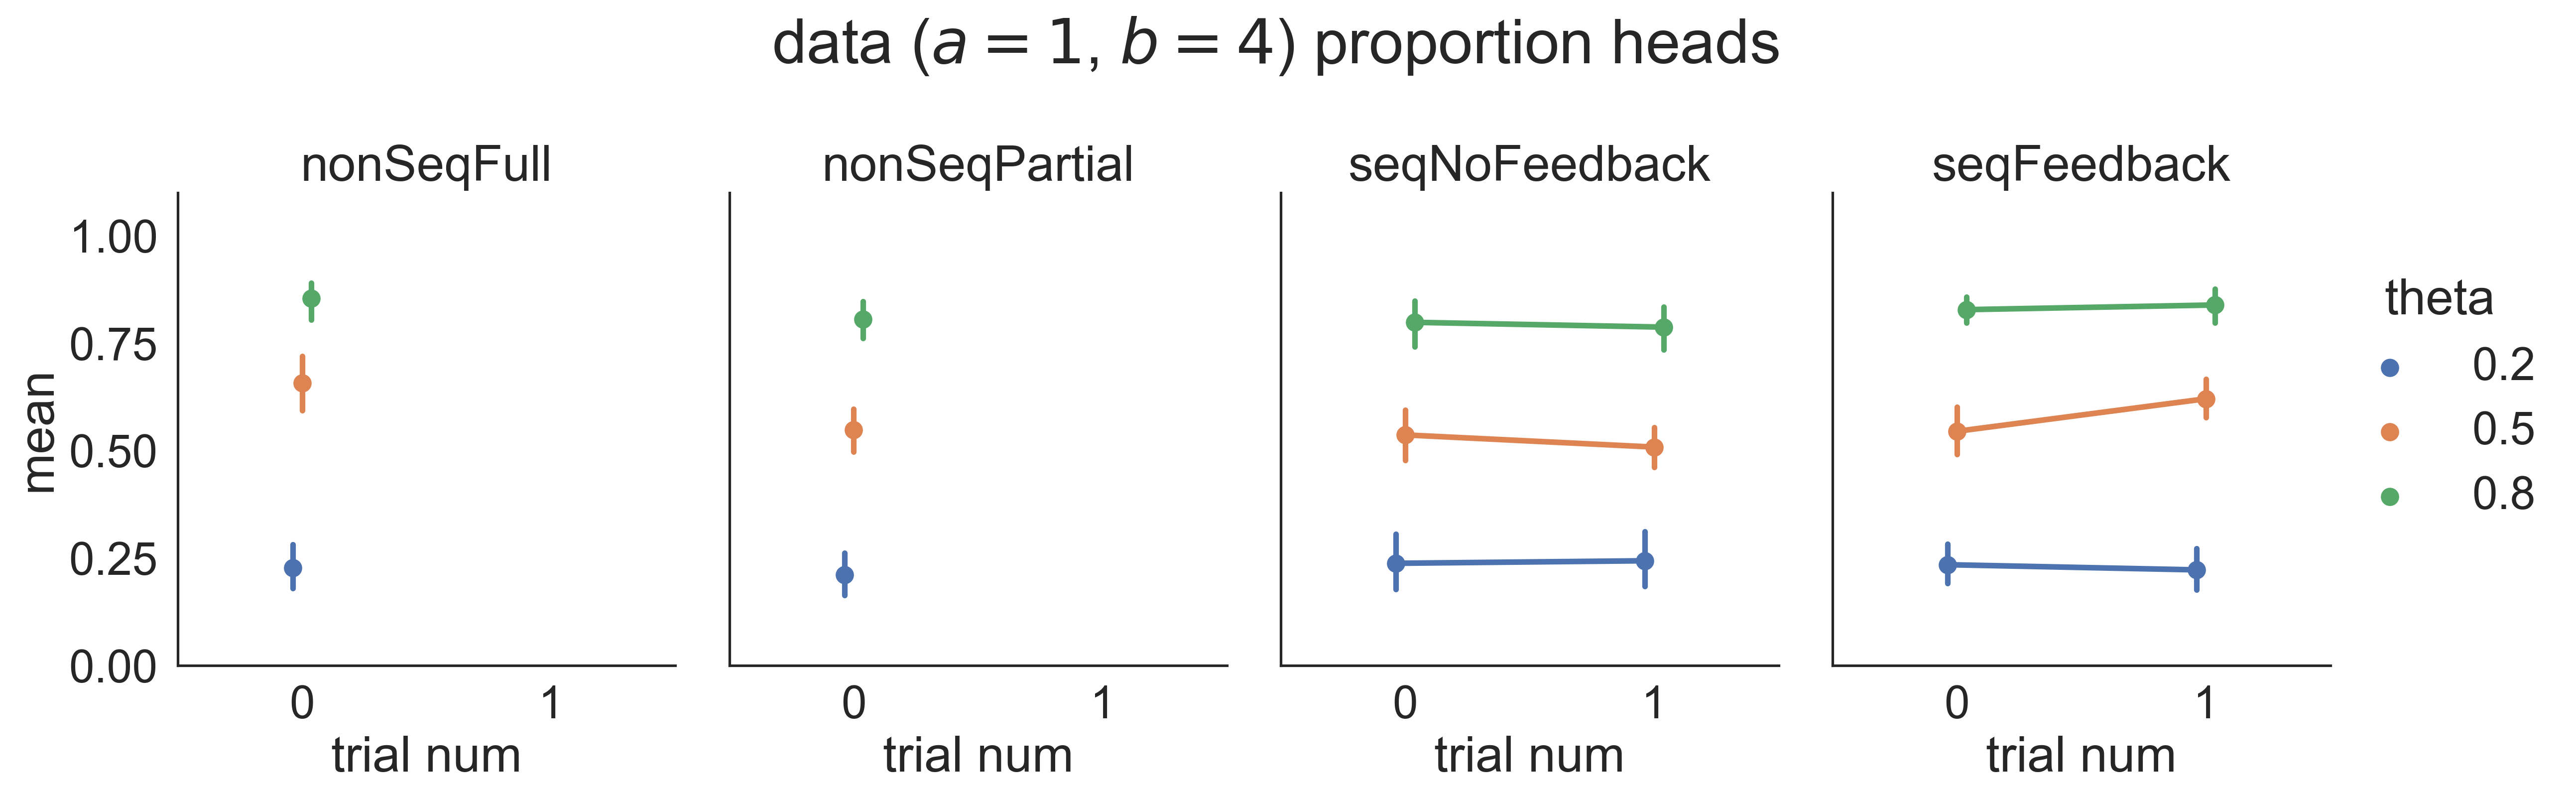 data (a = 1, b = 4) proportion heads
nonSeqFull
nonSeqPartial
seqNoFeedback
seqFeedback
mean
1.00
0.75
0.50
0.25
0.00
0 1
0 1
0 1
0 1
trial num
trial num
trial num
trial num
theta
0.2
0.5
0.8